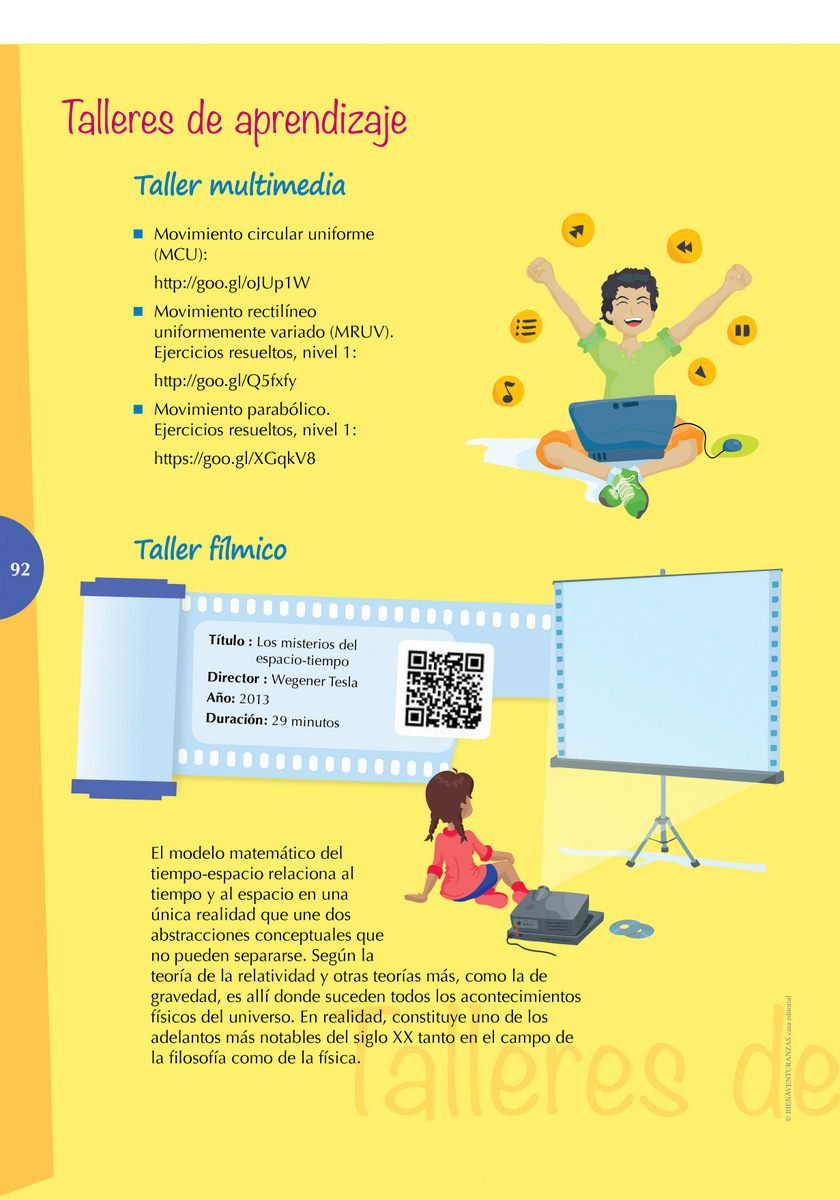 Talleres de aprendizaje
Taller multimedia
Movimiento circular uniforme
(MCU):
http://goo.gl/oJUp1W
Movimiento rectilíneo
uniformemente variado (MRUV).
Ejercicios resueltos, nivel 1:
http://goo.gl/Q5fxfy
Movimiento parabólico.
Ejercicios resueltos, nivel 1:
https://goo.gl/XGqkV8
Taller fílmico
92
Título : Los misterios del
espacio-tiempo
Director : Wegener Tesla
Año: 2013
Duración: 29 minutos
El modelo matemático del
tiempo-espacio relaciona al
tiempo y al espacio en una
única realidad que une dos
abstracciones conceptuales que
no pueden separarse. Según la
teoría de la relatividad y otras teorías más, como la de
gravedad, es allí donde suceden todos los acontecimientos
físicos del universo. En realidad, constituye uno de los
adelantos más notables del siglo XX tanto en el campo de
la filosofía como de la física.
Talleres de
© BIENAVENTURANZAS casa editorial